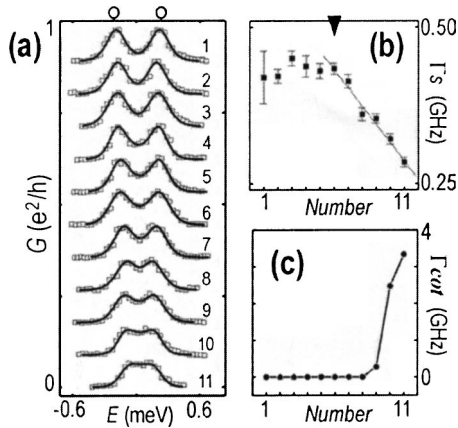 (a)
G (e²/h)
1
0
1
2
3
4
5
6
7
8
9
10
11
-0.6
E (meV)
0.6
(b)
0.50
Γs (GHz)
0.25
1
Number
11
(c)
4
Γcot (GHz)
0
1
Number
11